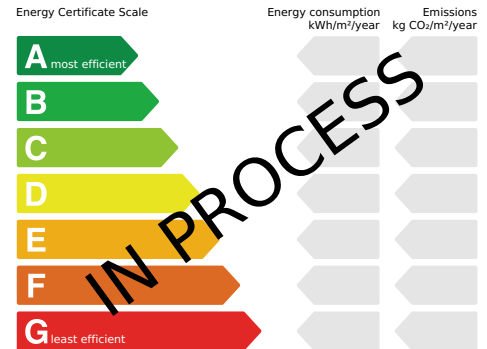 Energy Certificate Scale
Energy consumption
kWh/m²/year
Emissions
kg CO₂/m²/year
A most efficient
B
C
D
E
F
G least efficient
IN PROCESS